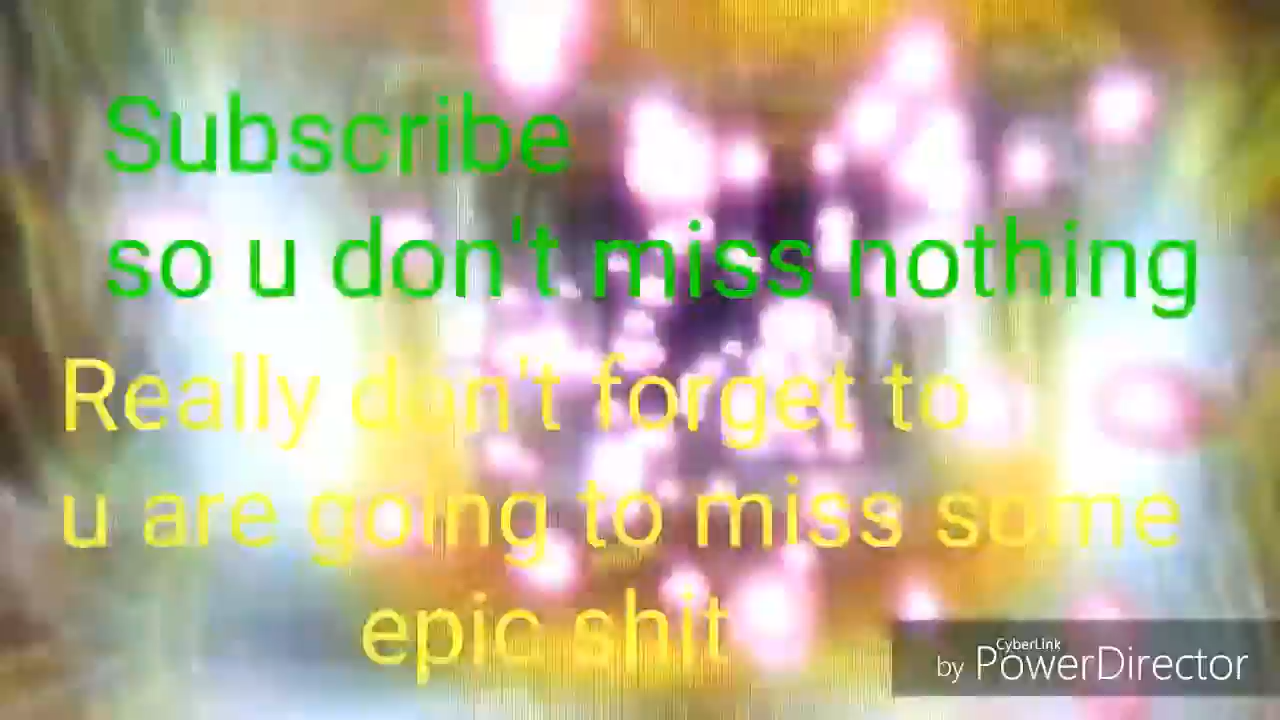 Subscribe
so u don't miss nothing
Really don't forget to
u are going to miss some
epic shit
CyberLink
by PowerDirector